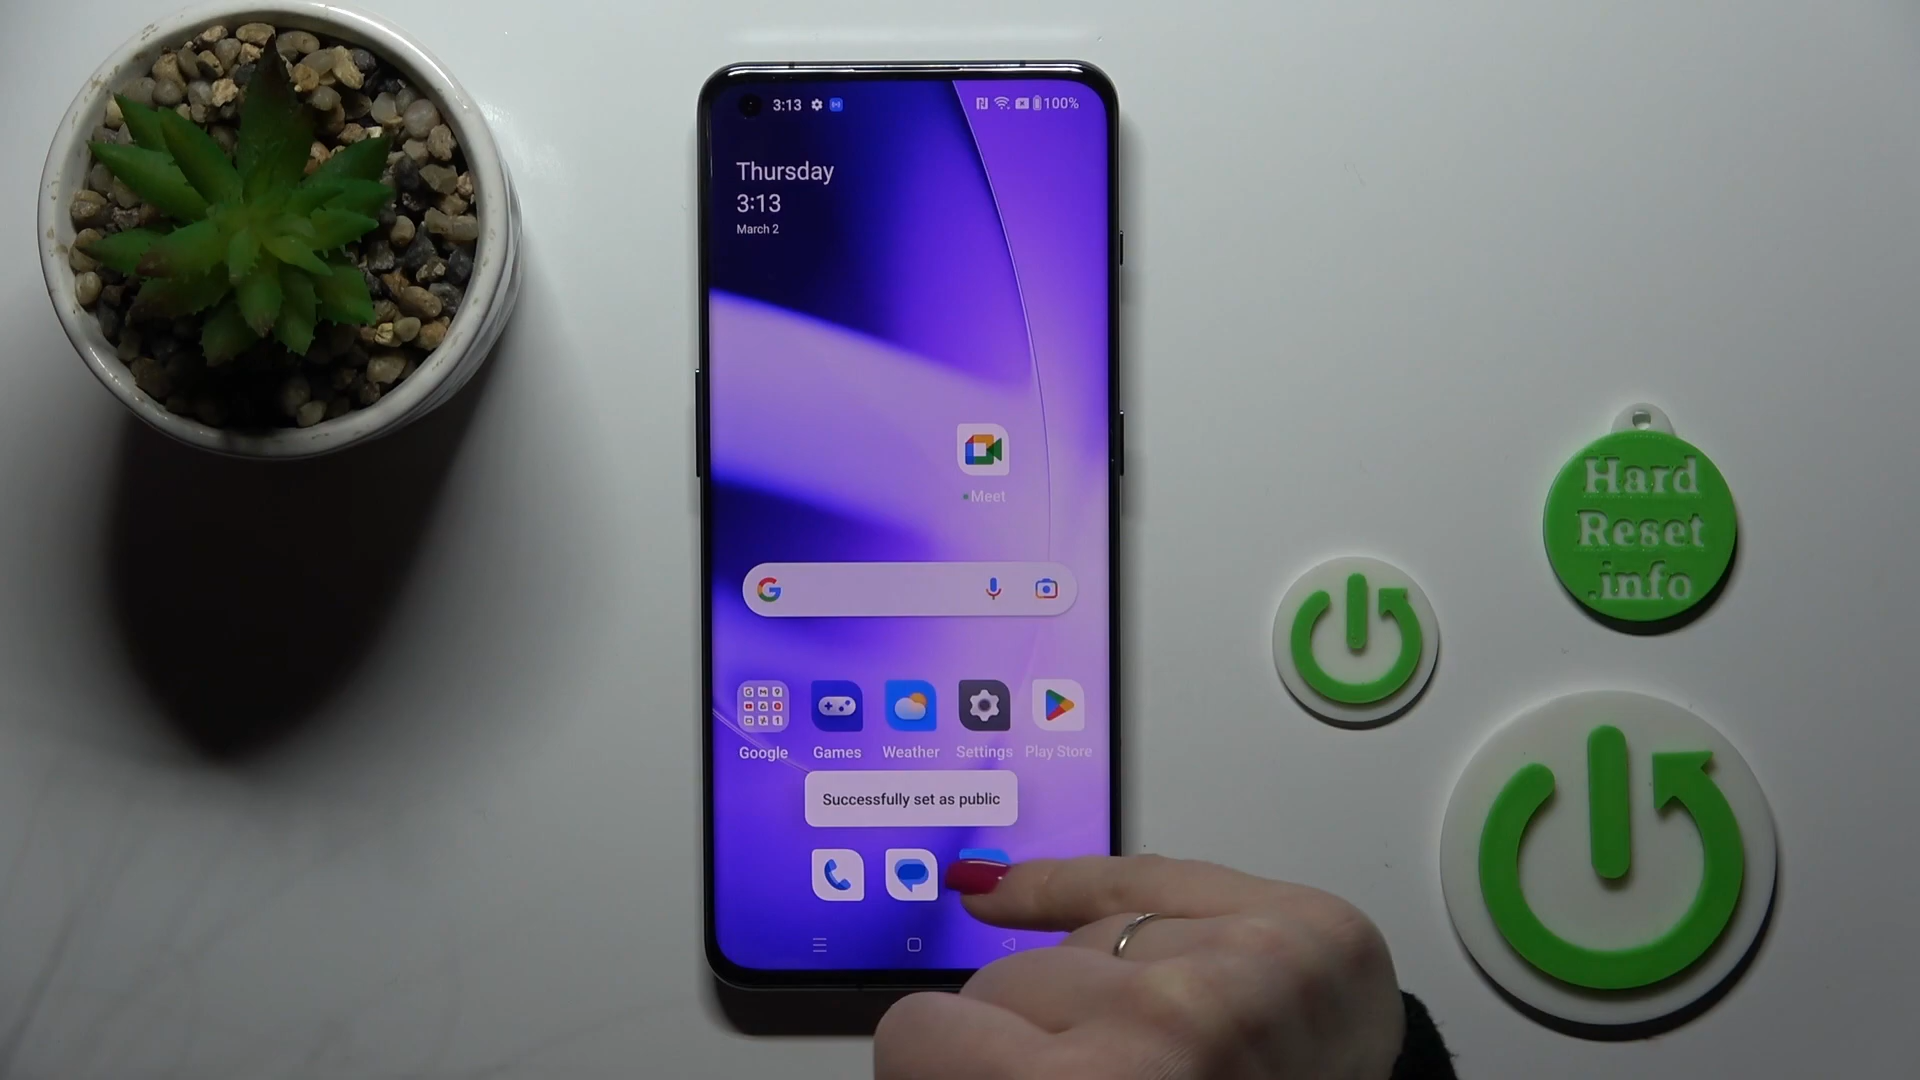 3:13
100%
Thursday
3:13
March 2
Meet
Google
Games
Weather
Settings
Play Store
Successfully set as public
Hard
Reset
.info